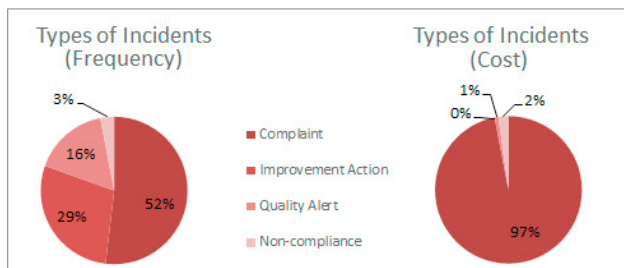 Types of Incidents
(Frequency)
3%
16%
29%
52%
Complaint
Improvement Action
Quality Alert
Non-compliance
Types of Incidents
(Cost)
1%
0%
2%
97%